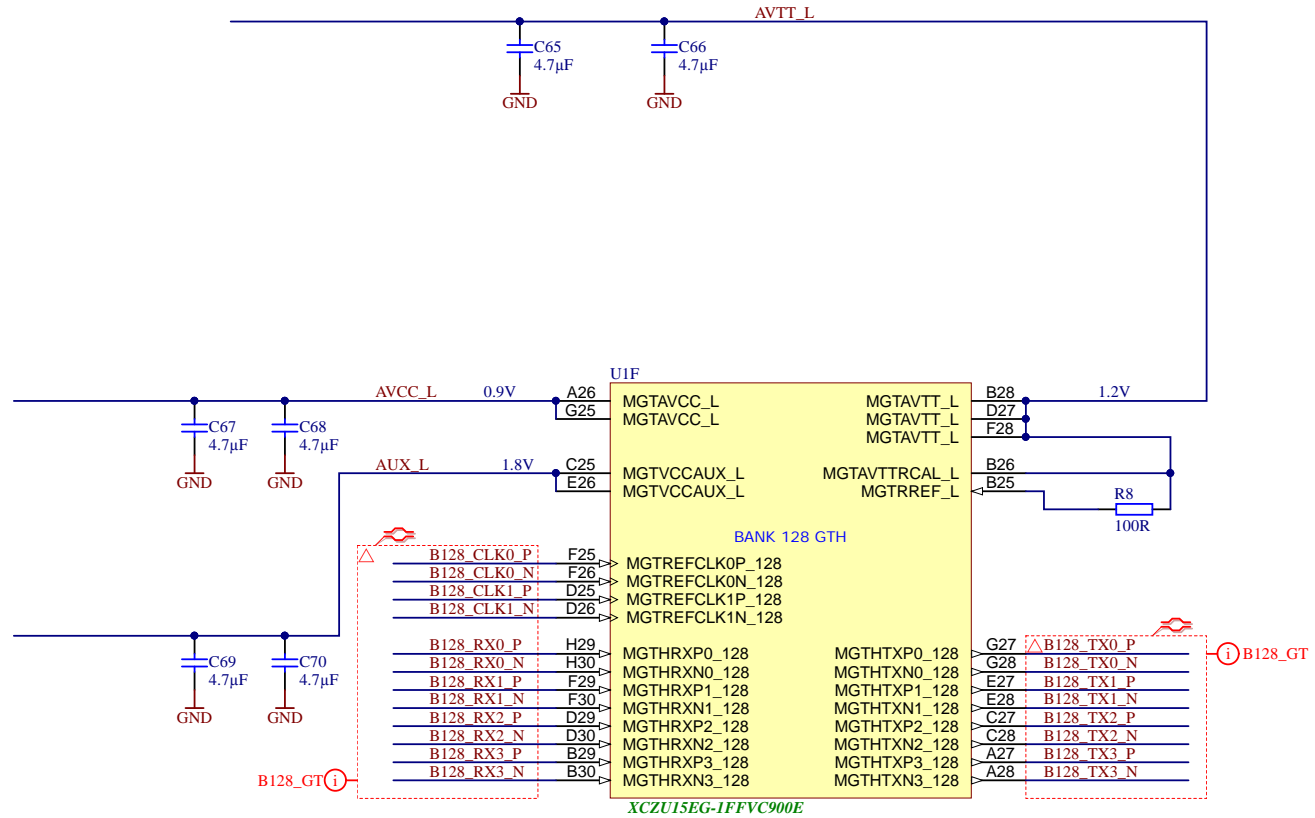 AVTT_L
C65
4.7µF
GND
C66
4.7µF
GND
U1F
AVCC_L 0.9V
C67
4.7µF
GND
C68
4.7µF
GND
AUX_L 1.8V
C69
4.7µF
GND
C70
4.7µF
GND
A26 MGTAVCC_L
G25 MGTAVCC_L
C25 MGTVCCAUX_L
E26 MGTVCCAUX_L
MGTAVTT_L B28 1.2V
MGTAVTT_L D27
MGTAVTT_L F28
MGTAVTTRCAL_L B26
MGTRREF_L B25
R8
100R
BANK 128 GTH
B128_CLK0_P F25 MGTREFCLK0P_128
B128_CLK0_N F26 MGTREFCLK0N_128
B128_CLK1_P D25 MGTREFCLK1P_128
B128_CLK1_N D26 MGTREFCLK1N_128
B128_RX0_P H29 MGTHRXP0_128
B128_RX0_N H30 MGTHRXN0_128
B128_RX1_P F29 MGTHRXP1_128
B128_RX1_N F30 MGTHRXN1_128
B128_RX2_P D29 MGTHRXP2_128
B128_RX2_N D30 MGTHRXN2_128
B128_RX3_P B29 MGTHRXP3_128
B128_RX3_N B30 MGTHRXN3_128
B128_GT i
MGTHTXP0_128 G27 B128_TX0_P
MGTHTXN0_128 G28 B128_TX0_N
MGTHTXP1_128 E27 B128_TX1_P
MGTHTXN1_128 E28 B128_TX1_N
MGTHTXP2_128 C27 B128_TX2_P
MGTHTXN2_128 C28 B128_TX2_N
MGTHTXP3_128 A27 B128_TX3_P
MGTHTXN3_128 A28 B128_TX3_N
i B128_GT
XCZU15EG-1FFVC900E